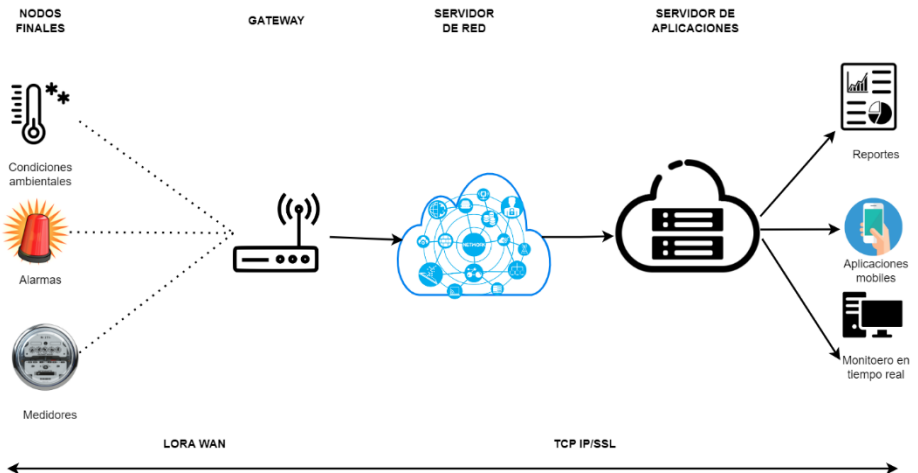 NODOS
FINALES
GATEWAY
SERVIDOR
DE RED
SERVIDOR DE
APLICACIONES
Condiciones
ambientales
Alarmas
Medidores
NETWORK
Reportes
Aplicaciones
mobiles
Monitoero en
tiempo real
LORA WAN
TCP IP/SSL